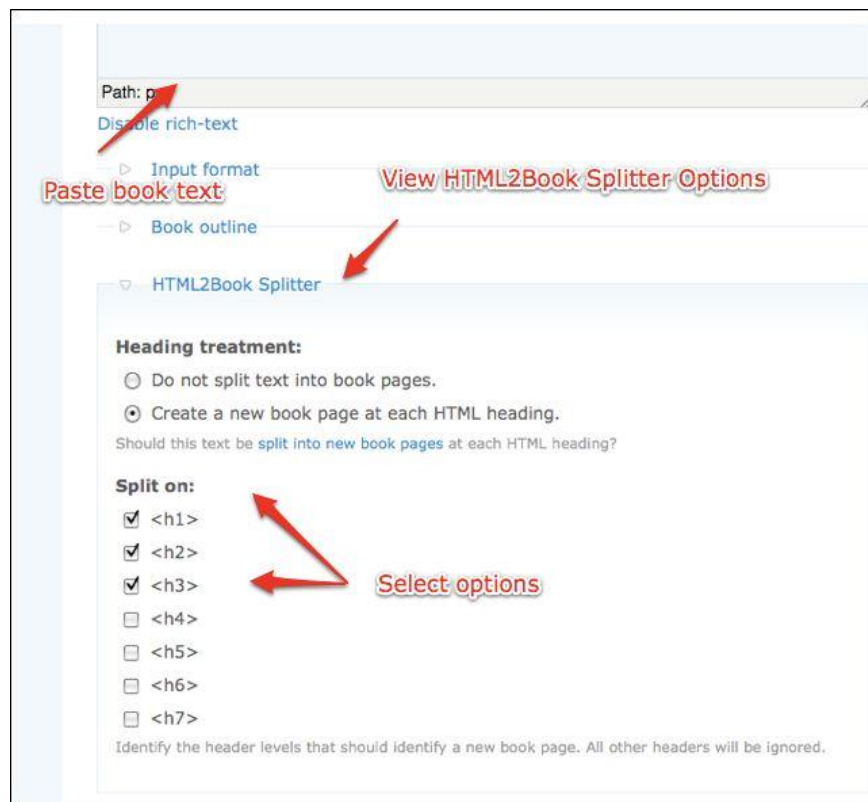 Path: p
Disable rich-text
Input format
Paste book text
View HTML2Book Splitter Options
Book outline
HTML2Book Splitter
Heading treatment:
Do not split text into book pages.
Create a new book page at each HTML heading.
Should this text be split into new book pages at each HTML heading?
Split on:
<h1>
<h2>
<h3>
Select options
<h4>
<h5>
<h6>
<h7>
Identify the header levels that should identify a new book page. All other headers will be ignored.